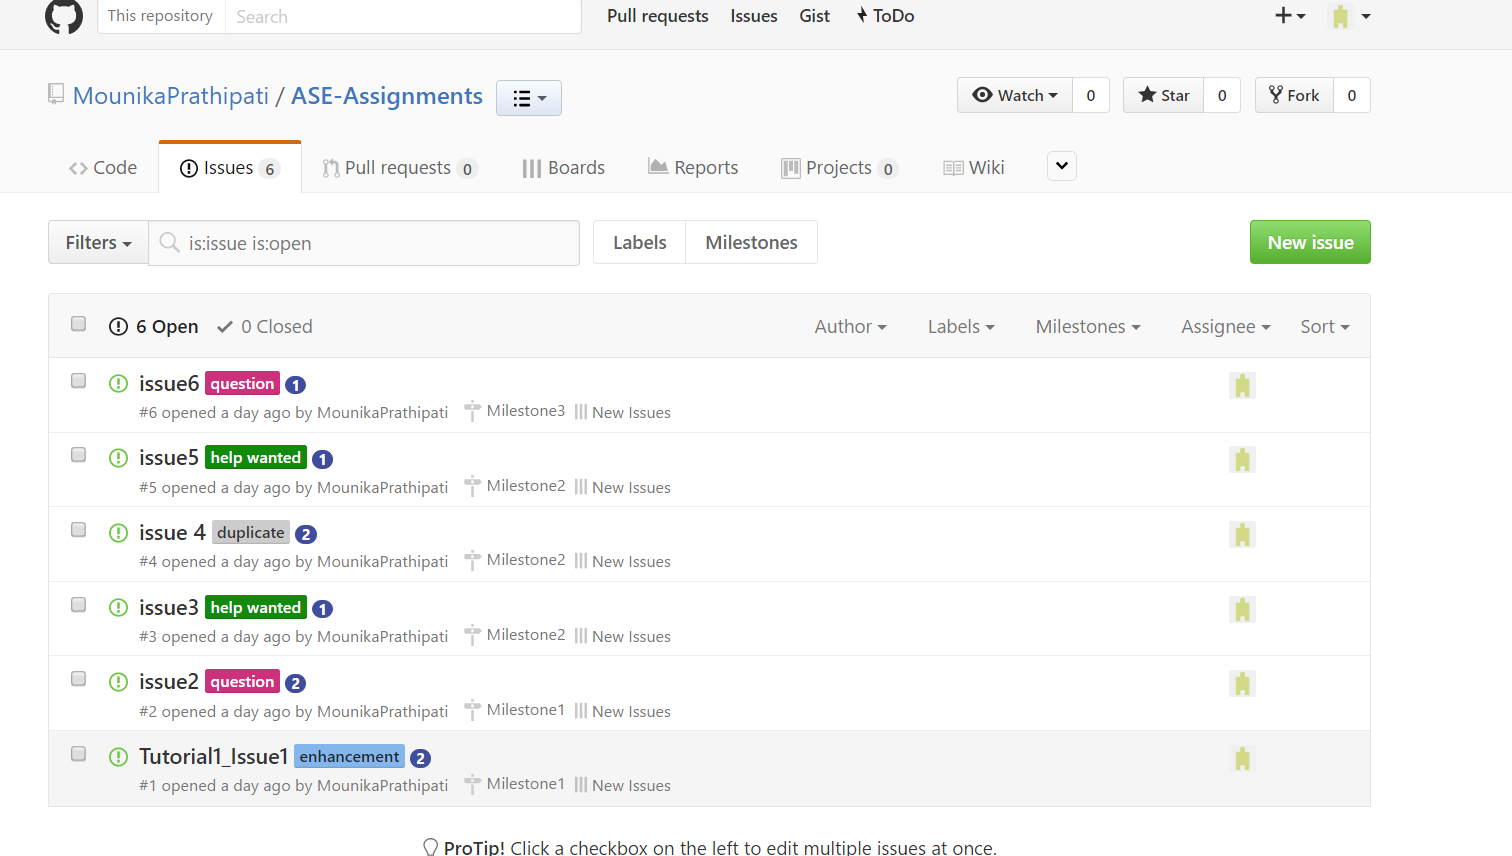 This repository Search Pull requests Issues Gist ToDo
MounikaPrathipati / ASE-Assignments Watch 0 Star 0 Fork 0
Code Issues 6 Pull requests 0 Boards Reports Projects 0 Wiki
Filters is:issue is:open Labels Milestones New issue
6 Open 0 Closed Author Labels Milestones Assignee Sort
issue6 question 1
#6 opened a day ago by MounikaPrathipati Milestone3 New Issues
issue5 help wanted 1
#5 opened a day ago by MounikaPrathipati Milestone2 New Issues
issue 4 duplicate 2
#4 opened a day ago by MounikaPrathipati Milestone2 New Issues
issue3 help wanted 1
#3 opened a day ago by MounikaPrathipati Milestone2 New Issues
issue2 question 2
#2 opened a day ago by MounikaPrathipati Milestone1 New Issues
Tutorial1_Issue1 enhancement 2
#1 opened a day ago by MounikaPrathipati Milestone1 New Issues
ProTip! Click a checkbox on the left to edit multiple issues at once.